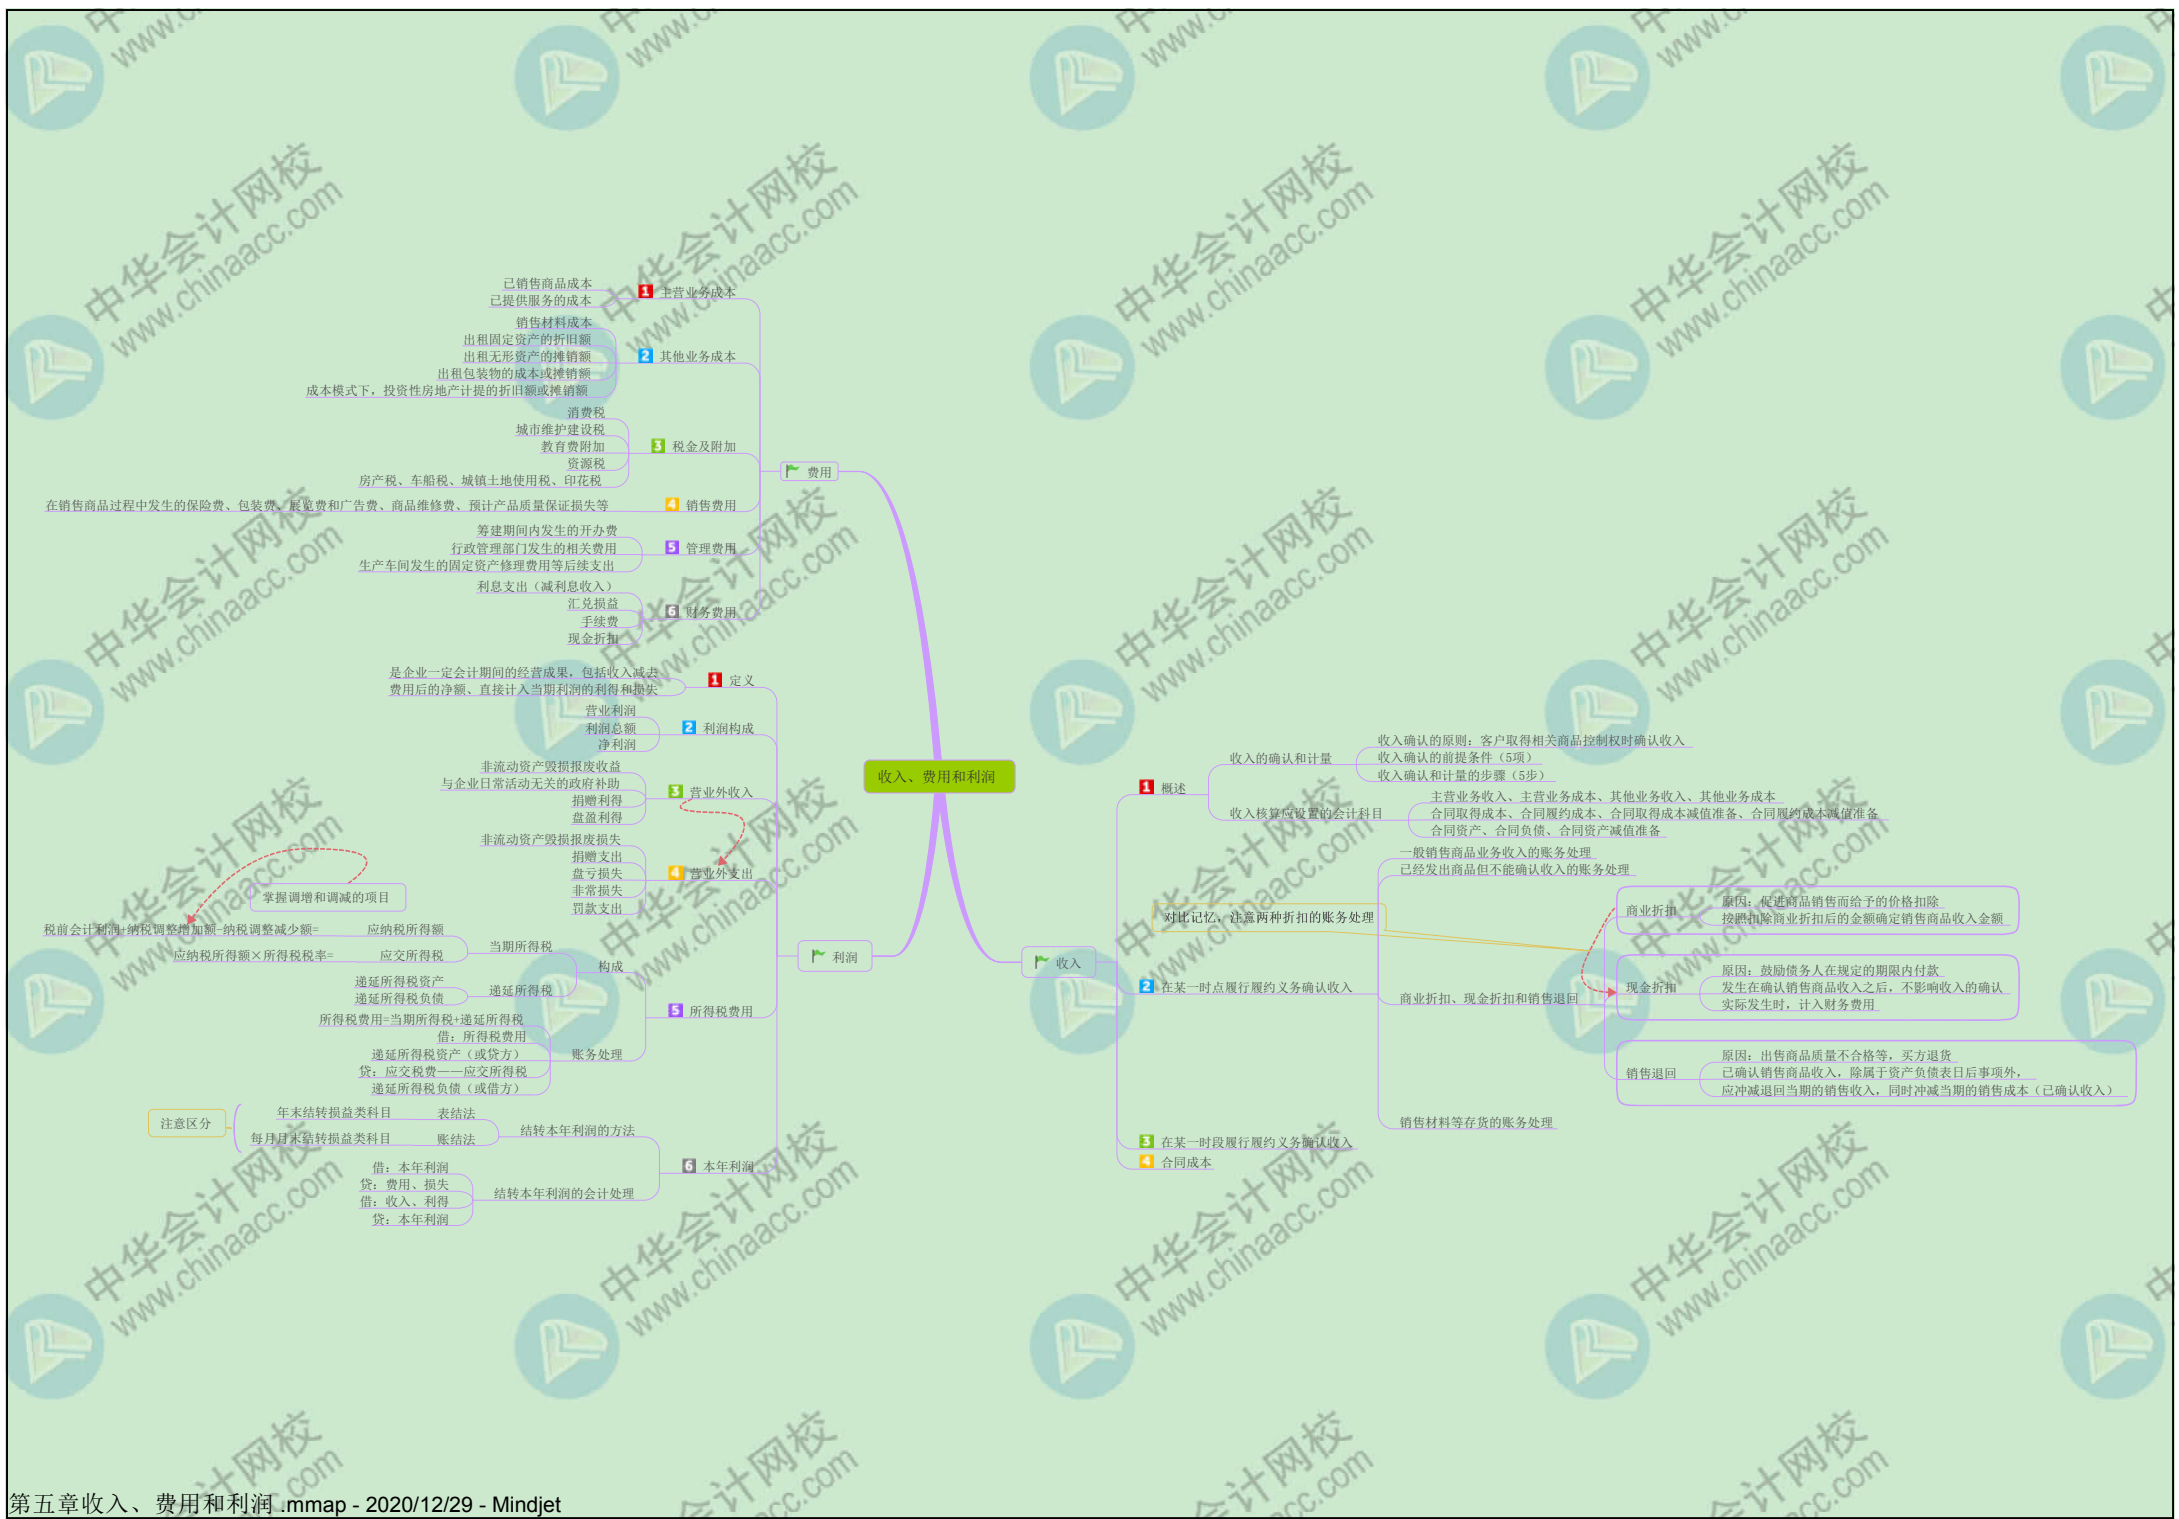 收入、费用和利润
费用
1 主营业务成本
已销售商品成本
已提供服务的成本
2 其他业务成本
销售材料成本
出租固定资产的折旧额
出租无形资产的摊销额
出租包装物的成本或摊销额
成本模式下，投资性房地产计提的折旧额或摊销额
3 税金及附加
消费税
城市维护建设税
教育费附加
资源税
房产税、车船税、城镇土地使用税、印花税
4 销售费用
在销售商品过程中发生的保险费、包装费、展览费和广告费、商品维修费、预计产品质量保证损失等
5 管理费用
筹建期间内发生的开办费
行政管理部门发生的相关费用
生产车间发生的固定资产修理费用等后续支出
6 财务费用
利息支出（减利息收入）
汇兑损益
手续费
现金折扣
利润
1 定义
是企业一定会计期间的经营成果，包括收入减去
费用后的净额、直接计入当期利润的利得和损失
2 利润构成
营业利润
利润总额
净利润
3 营业外收入
非流动资产毁损报废收益
与企业日常活动无关的政府补助
捐赠利得
盘盈利得
4 营业外支出
非流动资产毁损报废损失
捐赠支出
盘亏损失
非常损失
罚款支出
5 所得税费用
构成
当期所得税
应纳税所得额
税前会计利润+纳税调整增加额-纳税调整减少额=
掌握调增和调减的项目
应交所得税
应纳税所得额×所得税税率=
递延所得税
递延所得税资产
递延所得税负债
账务处理
所得税费用=当期所得税+递延所得税
借：所得税费用
递延所得税资产（或贷方）
贷：应交税费——应交所得税
递延所得税负债（或借方）
6 本年利润
结转本年利润的方法
表结法
年末结转损益类科目
账结法
每月月末结转损益类科目
注意区分
结转本年利润的会计处理
借：本年利润
贷：费用、损失
借：收入、利得
贷：本年利润
收入
1 概述
收入的确认和计量
收入确认的原则：客户取得相关商品控制权时确认收入
收入确认的前提条件（5项）
收入确认和计量的步骤（5步）
收入核算应设置的会计科目
主营业务收入、主营业务成本、其他业务收入、其他业务成本
合同取得成本、合同履约成本、合同取得成本减值准备、合同履约成本减值准备
合同资产、合同负债、合同资产减值准备
2 在某一时点履行履约义务确认收入
一般销售商品业务收入的账务处理
已经发出商品但不能确认收入的账务处理
对比记忆，注意两种折扣的账务处理
商业折扣、现金折扣和销售退回
商业折扣
原因：促进商品销售而给予的价格扣除
按照扣除商业折扣后的金额确定销售商品收入金额
现金折扣
原因：鼓励债务人在规定的期限内付款
发生在确认销售商品收入之后，不影响收入的确认
实际发生时，计入财务费用
销售退回
原因：出售商品质量不合格等，买方退货
已确认销售商品收入，除属于资产负债表日后事项外，
应冲减退回当期的销售收入，同时冲减当期的销售成本（已确认收入）
销售材料等存货的账务处理
3 在某一时段履行履约义务确认收入
4 合同成本
第五章收入、费用和利润.mmap - 2020/12/29 - Mindjet
中华会计网校
www.chinaacc.com